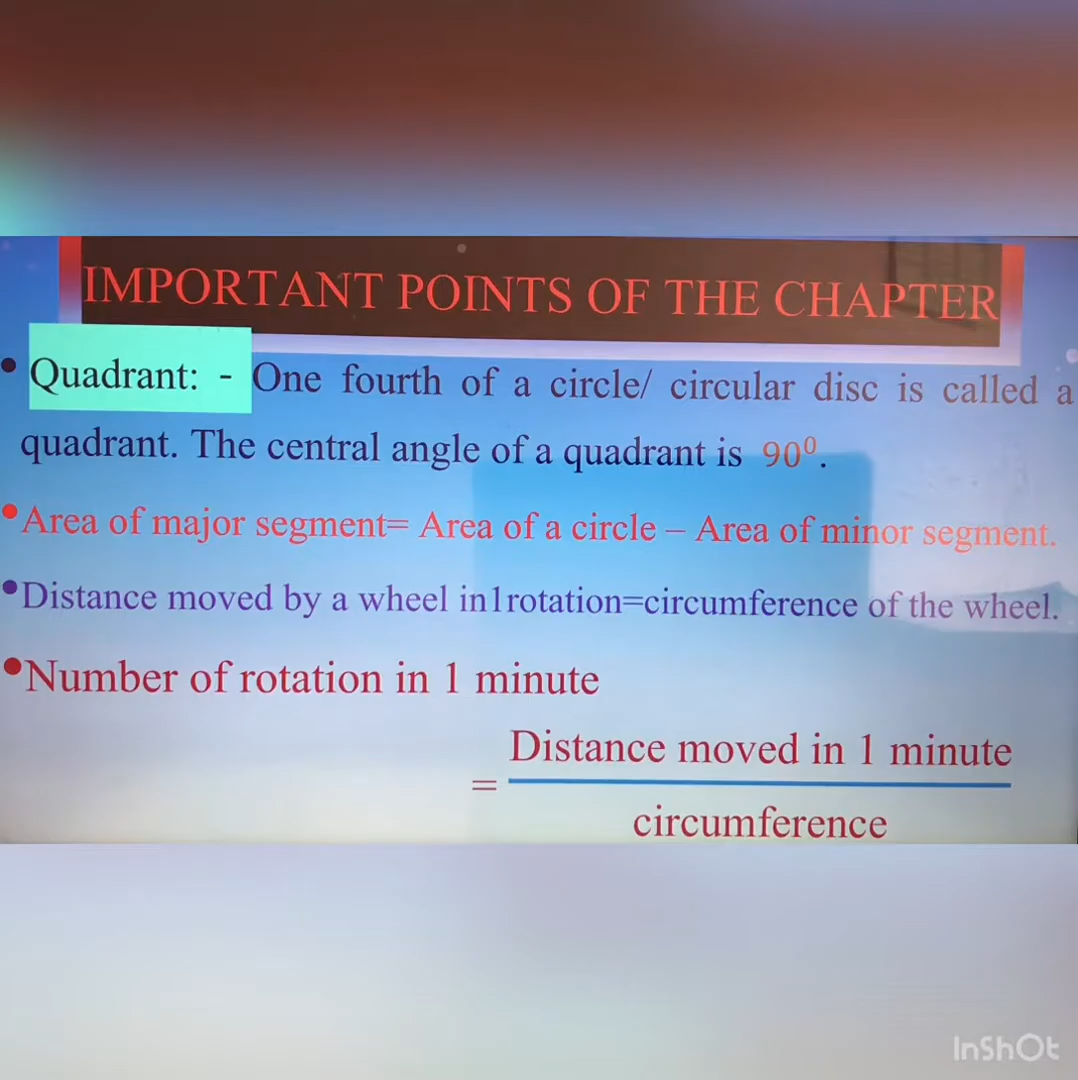 IMPORTANT POINTS OF THE CHAPTER
• Quadrant: - One fourth of a circle/ circular disc is called a
quadrant. The central angle of a quadrant is 90⁰.
•Area of major segment= Area of a circle – Area of minor segment.
•Distance moved by a wheel in1rotation=circumference of the wheel.
•Number of rotation in 1 minute
= Distance moved in 1 minute
circumference
InShOt